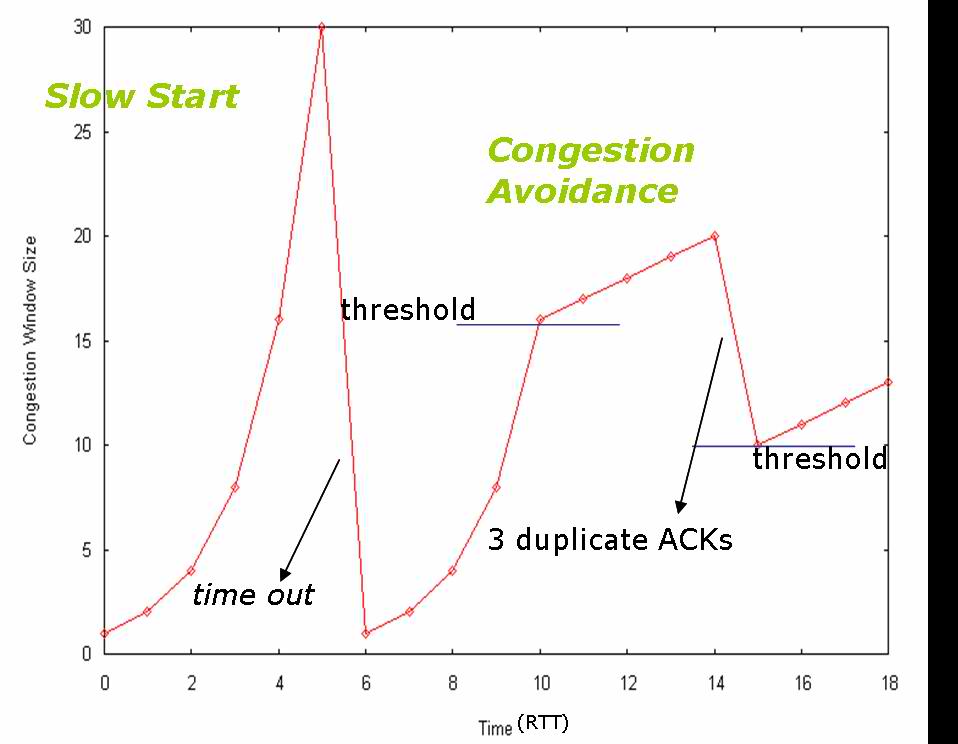 30
Slow Start
25
Congestion
Avoidance
20
Congestion Window Size
threshold
15
10
threshold
3 duplicate ACKs
5
time out
0
0 2 4 6 8 10 12 14 16 18
Time (RTT)